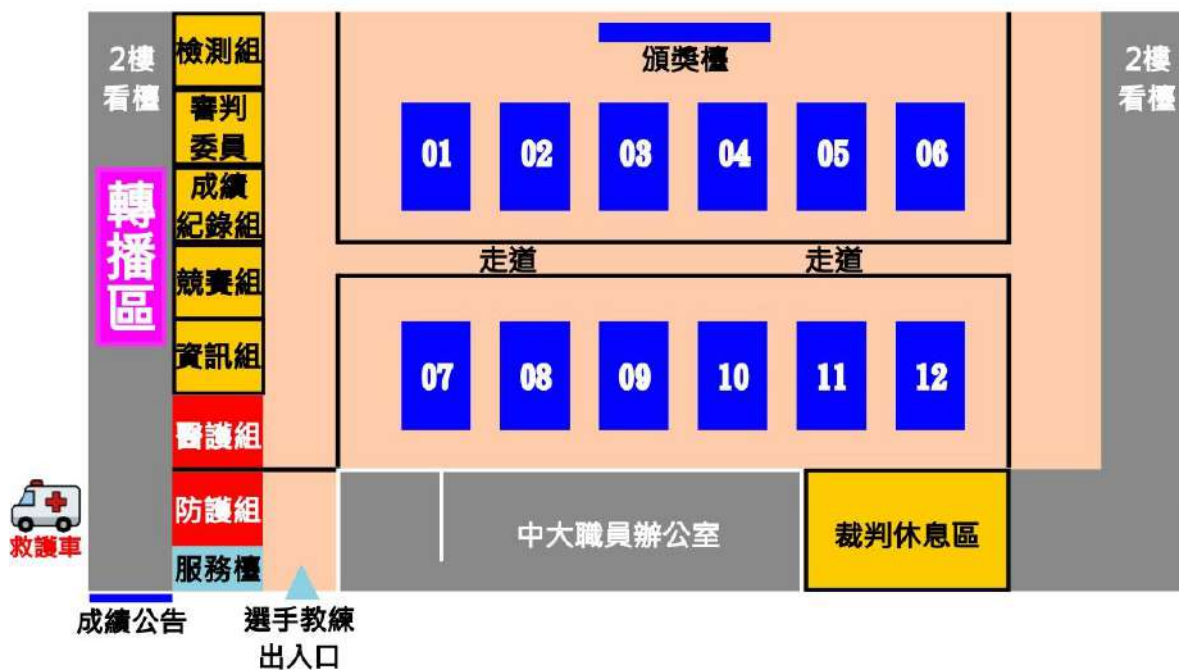 2樓
看檯
轉播區
檢測組
審判
委員
成績
紀錄組
競賽組
資訊組
醫護組
防護組
服務檯
救護車
成績公告
選手教練
出入口
頒獎檯
01 02 03 04 05 06
走道 走道
07 08 09 10 11 12
中大職員辦公室
裁判休息區
2樓
看檯